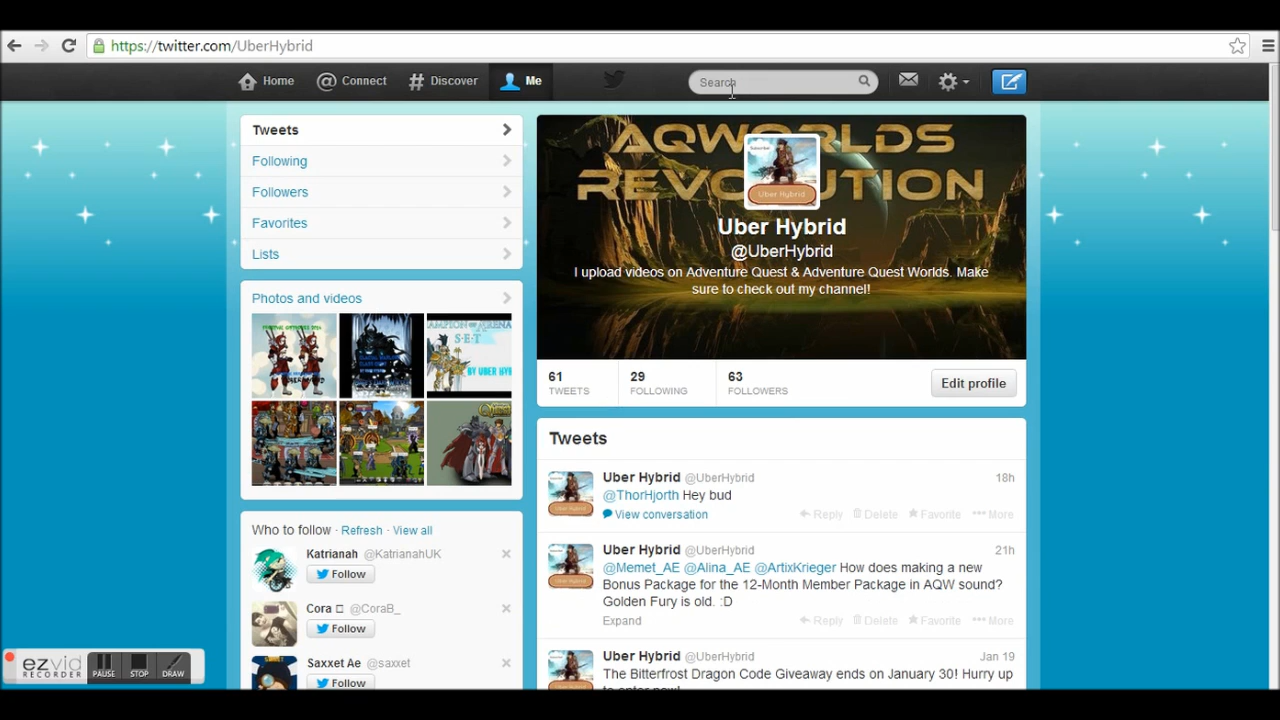 https://twitter.com/UberHybrid
Home
Connect
Discover
Me
Search
Tweets
Following
Followers
Favorites
Lists
Photos and videos
AQWORLDS
Uber Hybrid
Uber Hybrid
@UberHybrid
I upload videos on Adventure Quest & Adventure Quest Worlds. Make
sure to check out my channel!
61
TWEETS
29
FOLLOWING
63
FOLLOWERS
Edit profile
Tweets
Uber Hybrid @UberHybrid 18h
@ThorHjorth Hey bud
View conversation Reply Delete Favorite More
Uber Hybrid @UberHybrid 21h
@Memet_AE @Alina_AE @ArtixKrieger How does making a new
Bonus Package for the 12-Month Member Package in AQW sound?
Golden Fury is old. :D
Expand Reply Delete Favorite More
Uber Hybrid @UberHybrid Jan 19
The Bitterfrost Dragon Code Giveaway ends on January 30! Hurry
Who to follow · Refresh · View all
Katrianah @KatrianahUK
Follow
Cora @CoraB_
Follow
Saxxet Ae @saxxet
Follow
ezvid
RECORDER
PAUSE
STOP
DRAW